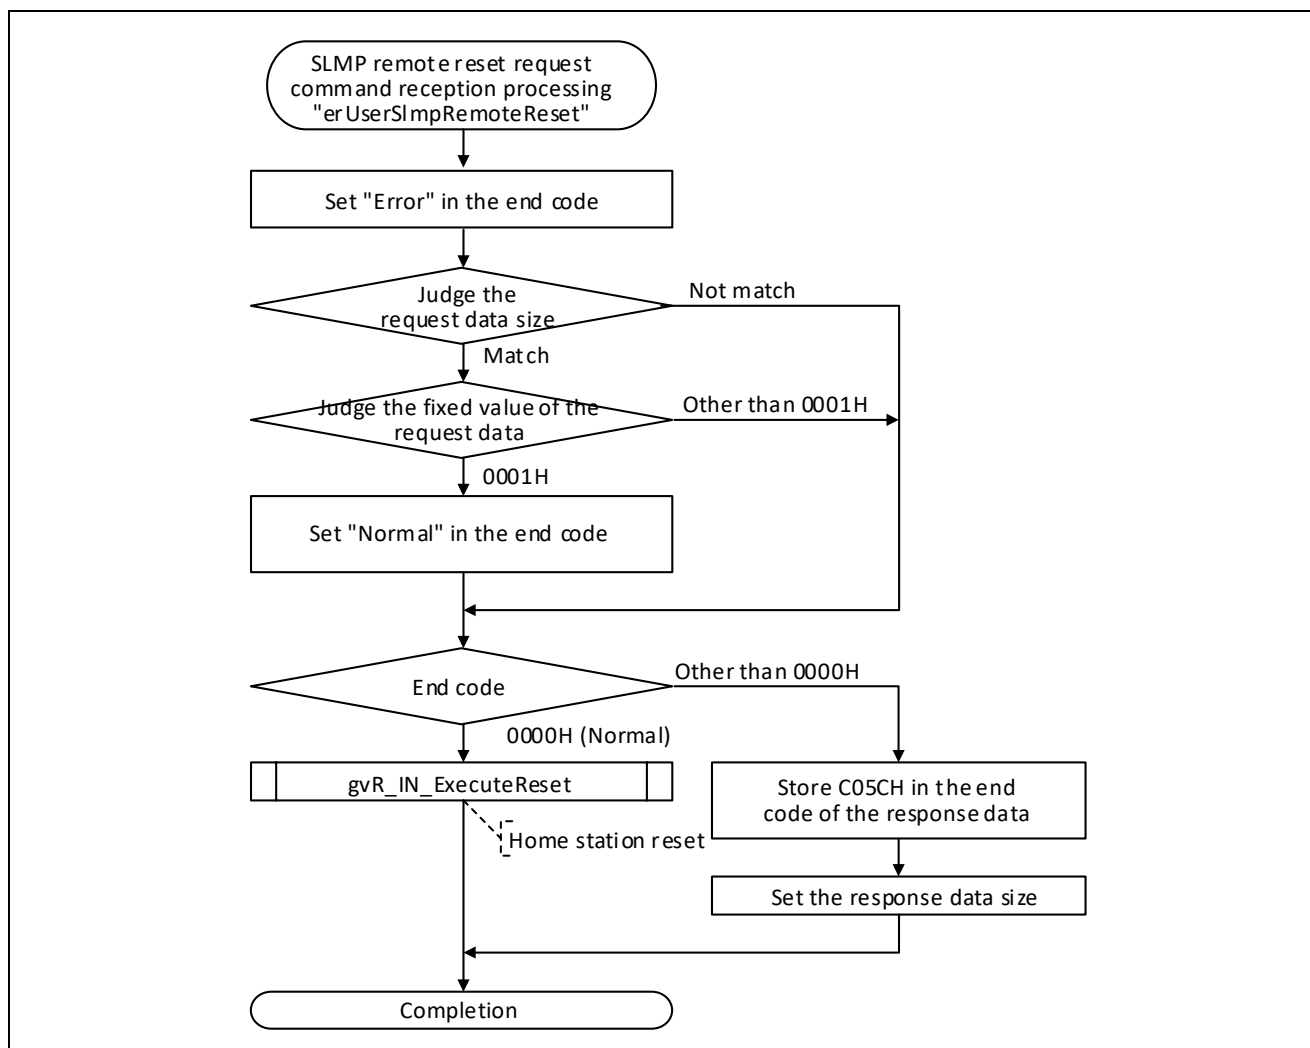 SLMP remote reset request
command reception processing
"erUserSlmpRemoteReset"
Set "Error" in the end code
Judge the
request data size
Not match
Match
Judge the fixed value of the
request data
Other than 0001H
0001H
Set "Normal" in the end code
End code
Other than 0000H
0000H (Normal)
gvR_IN_ExecuteReset
Home station reset
Store C05CH in the end
code of the response data
Set the response data size
Completion